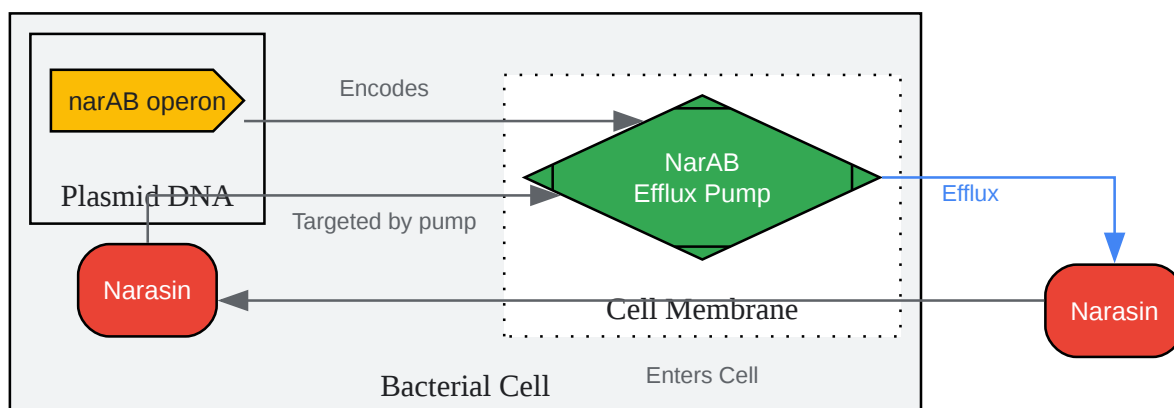 narAB operon
Encodes
NarAB
Efflux Pump
Plasmid DNA
Targeted by pump
Efflux
Narasin
Narasin
Cell Membrane
Enters Cell
Bacterial Cell